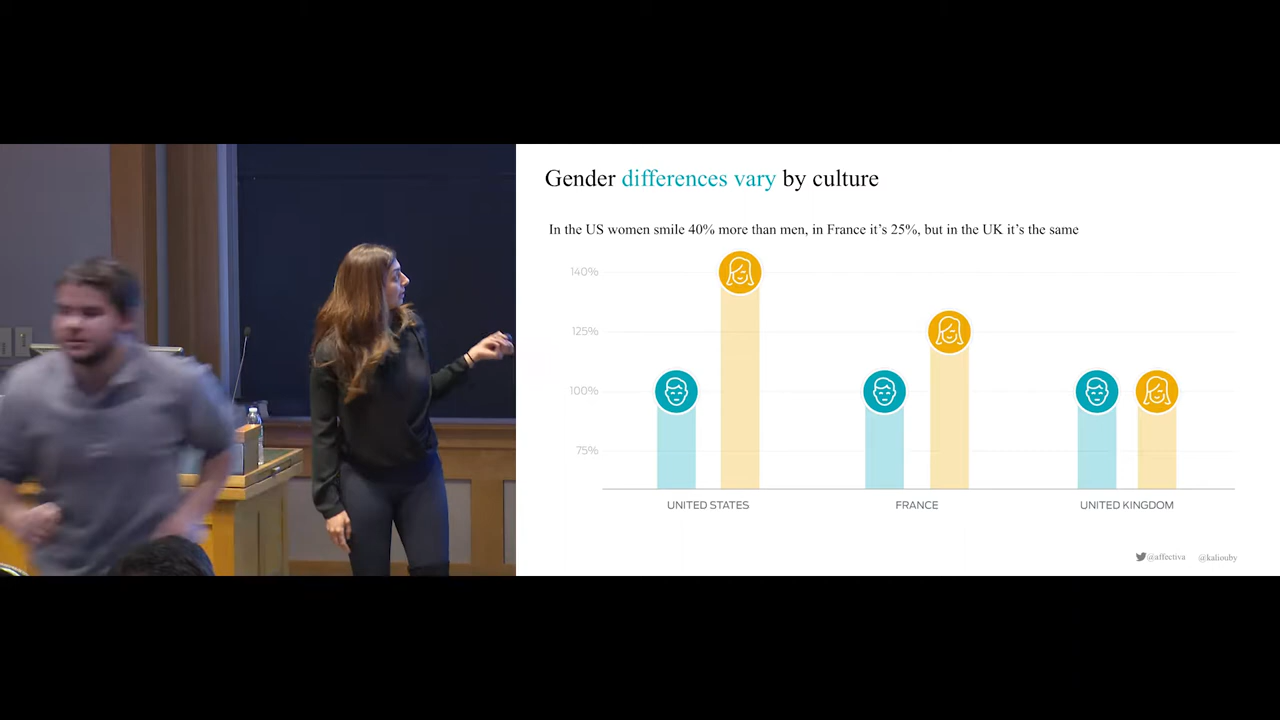 Gender differences vary by culture
In the US women smile 40% more than men, in France it’s 25%, but in the UK it’s the same
140%
125%
100%
75%
UNITED STATES
FRANCE
UNITED KINGDOM
@affectiva
@kaliouby